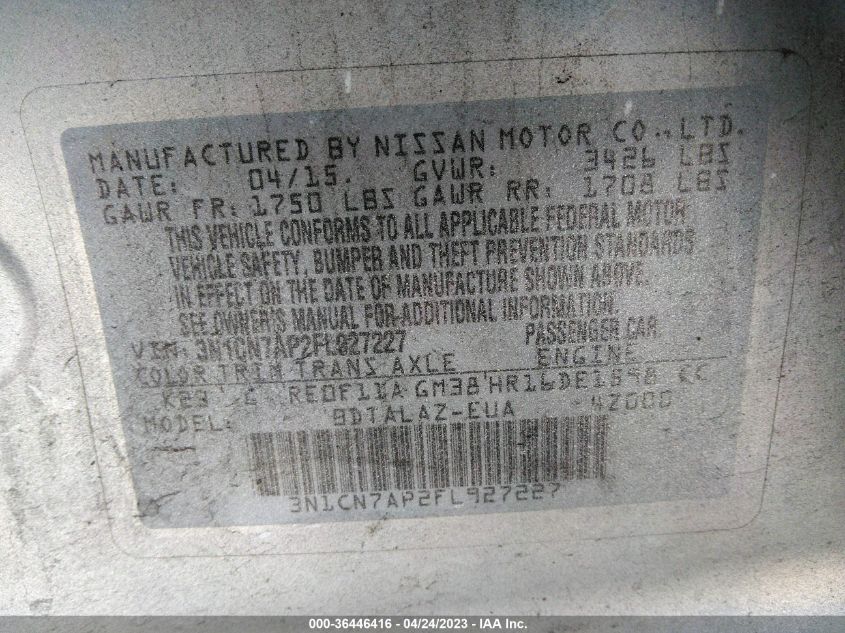 MANUFACTURED BY NISSAN MOTOR CO., LTD.
DATE: 04/15. GVWR: 3426 LBS
GAWR FR: 1750 LBS GAWR RR: 1708 LBS
THIS VEHICLE CONFORMS TO ALL APPLICABLE FEDERAL MOTOR
VEHICLE SAFETY, BUMPER AND THEFT PREVENTION STANDARDS
IN EFFECT ON THE DATE OF MANUFACTURE SHOWN ABOVE.
SEE OWNER'S MANUAL FOR ADDITIONAL INFORMATION.
VIN: 3N1CN7AP2FL927227 PASSENGER CAR
COLOR TRIM TRANS AXLE ENGINE
K23 G RE0F11A GM38 HR16DE1598 CC
MODEL: BDTALAZ-EUA 42000
3N1CN7AP2FL927227
000-36446416 / 04/24/2023 - IAA Inc.